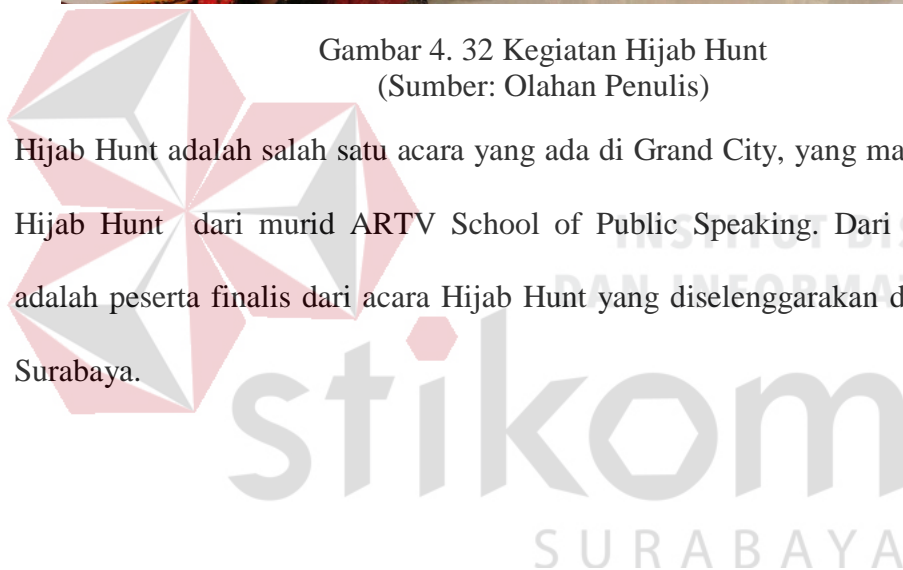 Gambar 4. 32 Kegiatan Hijab Hunt
(Sumber: Olahan Penulis)
Hijab Hunt adalah salah satu acara yang ada di Grand City, yang
Hijab Hunt dari murid ARTV School of Public Speaking. Dari
adalah peserta finalis dari acara Hijab Hunt yang diselenggarakan
Surabaya.
INSTITUT
DAN
stikom
SURABAYA